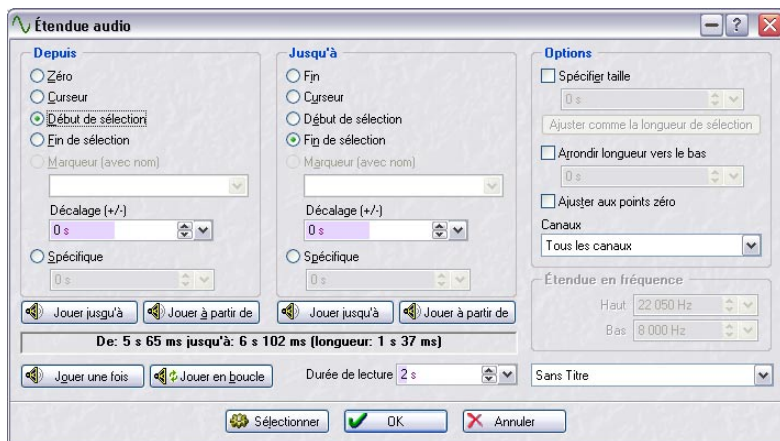 Étendue audio
Depuis
Zéro
Curseur
Début de sélection
Fin de sélection
Marqueur (avec nom)
Décalage (+/-)
0 s
Spécifique
0 s
Jouer jusqu'à
Jouer à partir de
Jusqu'à
Fin
Curseur
Début de sélection
Fin de sélection
Marqueur (avec nom)
Décalage (+/-)
0 s
Spécifique
0 s
Jouer jusqu'à
Jouer à partir de
Options
Spécifier taille
0 s
Ajuster comme la longueur de sélection
Arrondir longueur vers le bas
0 s
Ajuster aux points zéro
Canaux
Tous les canaux
Étendue en fréquence
Haut 22 050 Hz
Bas 8 000 Hz
De: 5 s 65 ms jusqu'à: 6 s 102 ms (longueur: 1 s 37 ms)
Jouer une fois
Jouer en boucle
Durée de lecture 2 s
Sans Titre
Sélectionner
OK
Annuler